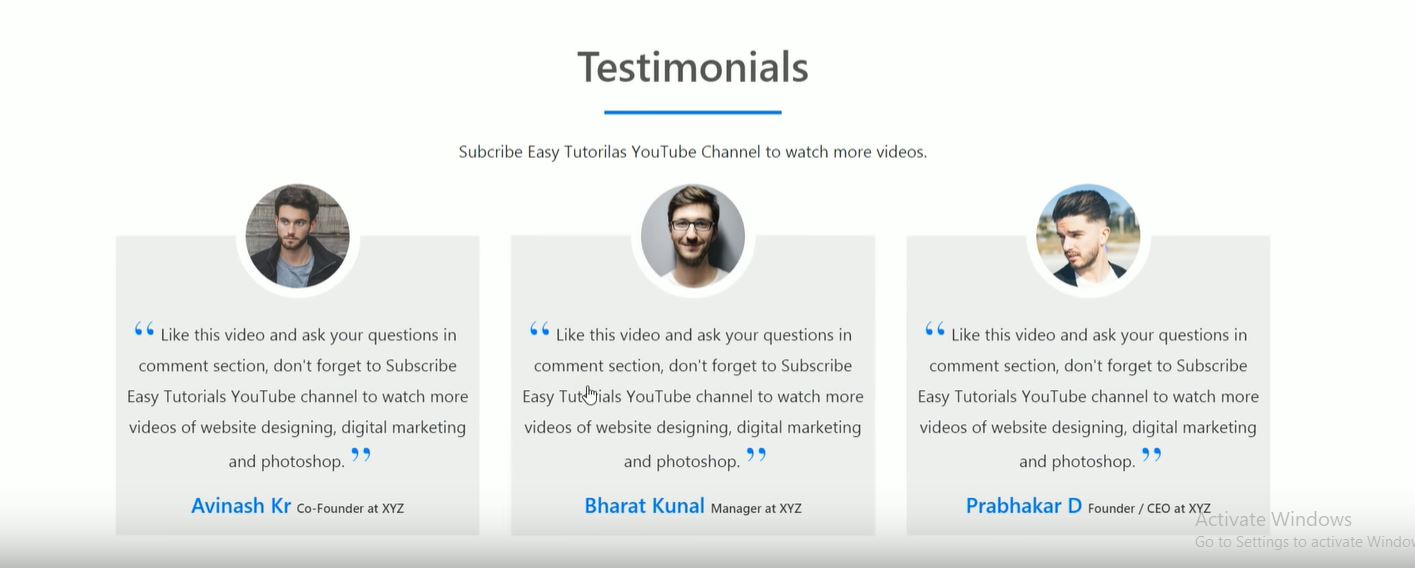 Testimonials
Subcribe Easy Tutorilas YouTube Channel to watch more videos.
“ Like this video and ask your questions in
comment section, don't forget to Subscribe
Easy Tutorials YouTube channel to watch more
videos of website designing, digital marketing
and photoshop. ”
Avinash Kr Co-Founder at XYZ
“ Like this video and ask your questions in
comment section, don't forget to Subscribe
Easy Tutorials YouTube channel to watch more
videos of website designing, digital marketing
and photoshop. ”
Bharat Kunal Manager at XYZ
“ Like this video and ask your questions in
comment section, don't forget to Subscribe
Easy Tutorials YouTube channel to watch more
videos of website designing, digital marketing
and photoshop. ”
Prabhakar D Founder / CEO at XYZ
Activate Windows
Go to Settings to activate Window